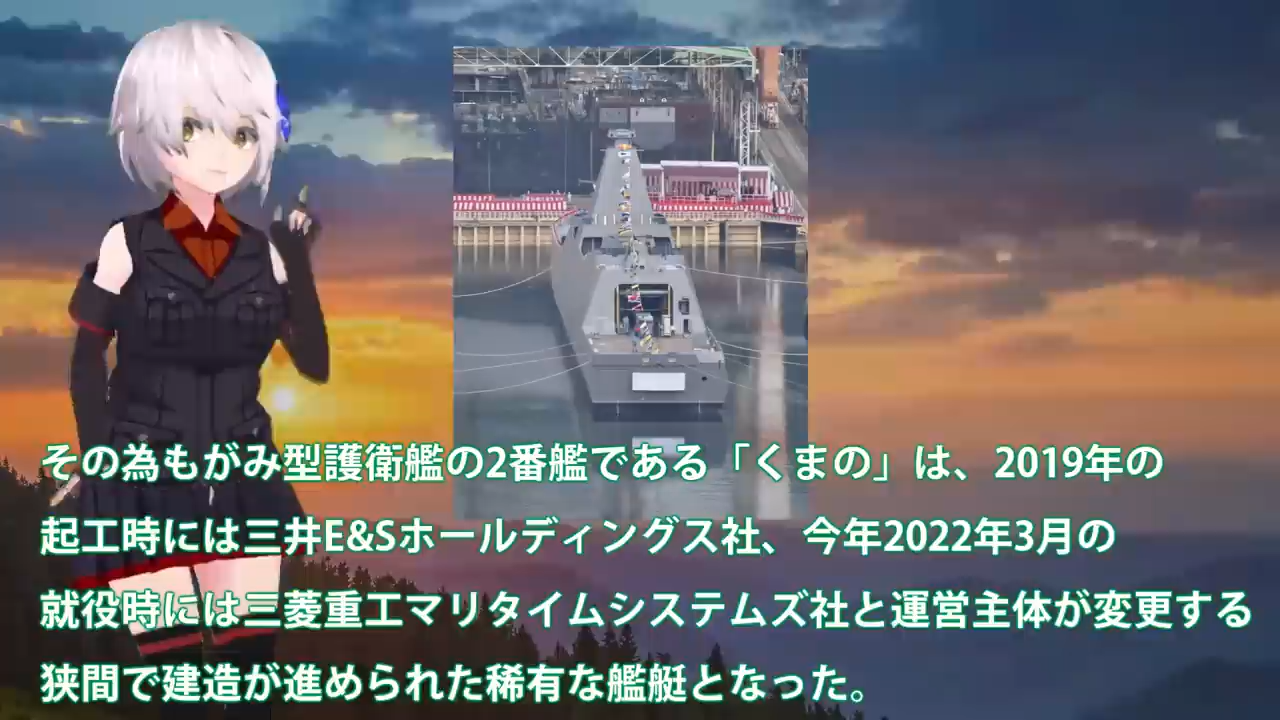 その為もがみ型護衛艦の2番艦である「くまの」は、2019年の
起工時には三井E&Sホールディングス社、今年2022年3月の
就役時には三菱重工マリタイムシステムズ社と運営主体が変更する
狭間で建造が進められた稀有な艦艇となった。